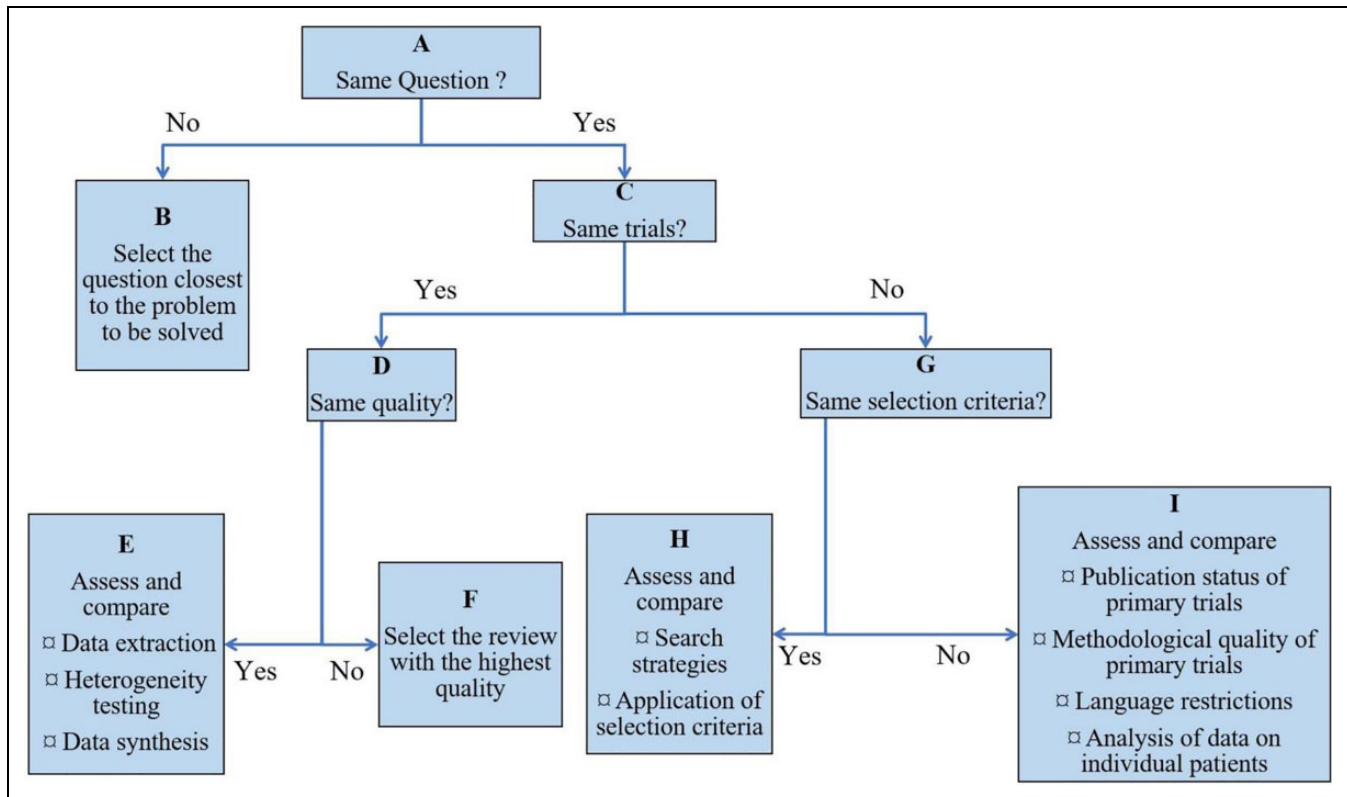 A
Same Question ?
No
Yes
B
Select the
question closest
to the problem
to be solved
C
Same trials?
Yes
No
D
Same quality?
G
Same selection criteria?
E
Assess and
compare
¤ Data extraction
¤ Heterogeneity
testing
¤ Data synthesis
Yes
No
F
Select the review
with the highest
quality
H
Assess and
compare
¤ Search
strategies
¤ Application of
selection criteria
Yes
No
I
Assess and compare
¤ Publication status of
primary trials
¤ Methodological quality of
primary trials
¤ Language restrictions
¤ Analysis of data on
individual patients